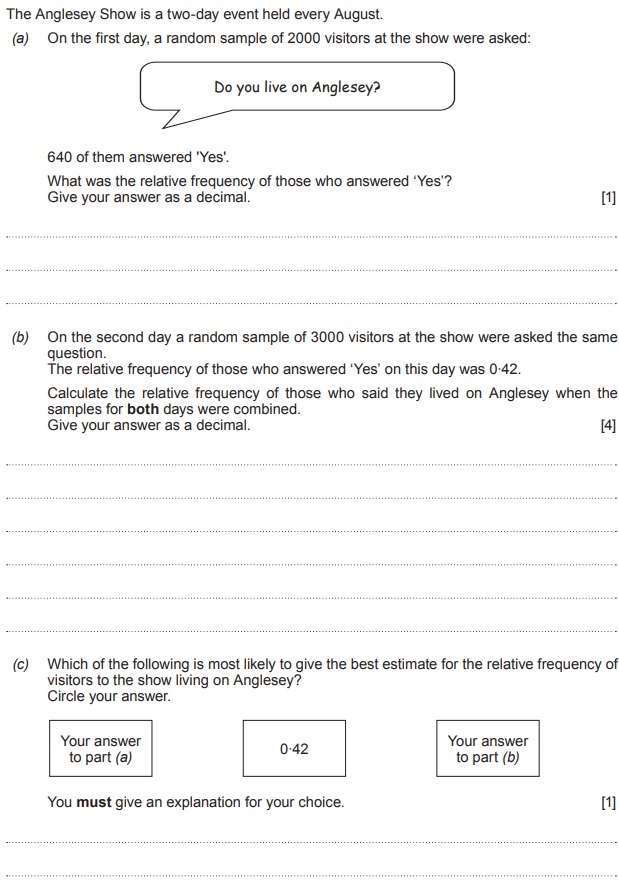 The Anglesey Show is a two-day event held every August.
(a) On the first day, a random sample of 2000 visitors at the show were asked:
Do you live on Anglesey?
640 of them answered 'Yes'.
What was the relative frequency of those who answered ‘Yes’?
Give your answer as a decimal. [1]
(b) On the second day a random sample of 3000 visitors at the show were asked the same
question.
The relative frequency of those who answered ‘Yes’ on this day was 0·42.
Calculate the relative frequency of those who said they lived on Anglesey when the
samples for both days were combined.
Give your answer as a decimal. [4]
(c) Which of the following is most likely to give the best estimate for the relative frequency of
visitors to the show living on Anglesey?
Circle your answer.
Your answer
to part (a)
0·42
Your answer
to part (b)
You must give an explanation for your choice. [1]